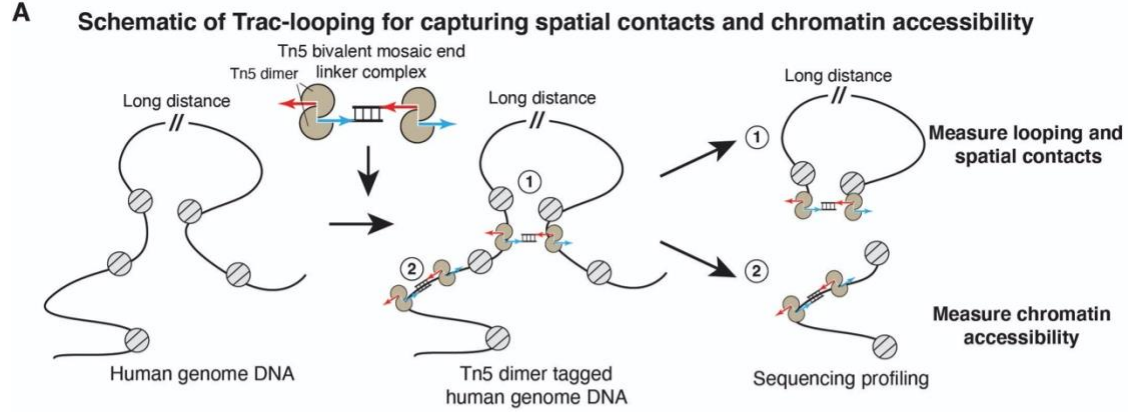 A
Schematic of Trac-looping for capturing spatial contacts and chromatin accessibility
Tn5 bivalent mosaic end
linker complex
Tn5 dimer
Long distance
Long distance
Long distance
1
Measure looping and
spatial contacts
1
2
2
Measure chromatin
accessibility
Human genome DNA
Tn5 dimer tagged
human genome DNA
Sequencing profiling